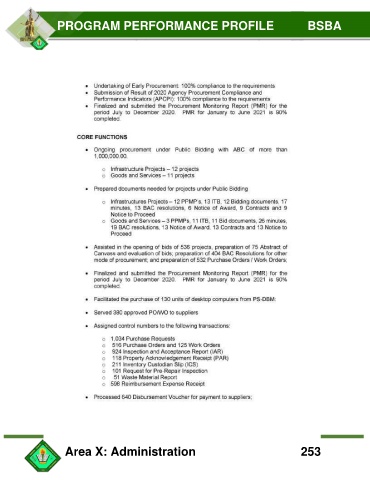 PROGRAM PERFORMANCE PROFILE BSBA
• Undertaking of Early Procurement: 100% compliance to the requirements
• Submission of Result of 2020 Agency Procurement Compliance and
Performance Indicators (APCPI): 100% compliance to the requirements
• Finalized and submitted the Procurement Monitoring Report (PMR) for the
period July to December 2020. PMR for January to June 2021 is 90%
completed.
CORE FUNCTIONS
• Ongoing procurement under Public Bidding with ABC of more than
1,000,000.00.
o Infrastructure Projects – 12 projects
o Goods and Services – 11 projects
• Prepared documents needed for projects under Public Bidding
o Infrastructures Projects – 12 PPMP's, 13 ITB, 12 Bidding documents, 17
minutes, 13 BAC resolutions, 6 Notice of Award, 9 Contracts and 9
Notice to Proceed
o Goods and Services – 3 PPMPs, 11 ITB, 11 Bid documents, 26 minutes,
19 BAC resolutions, 13 Notice of Award, 13 Contracts and 13 Notice to
Proceed
• Assisted in the opening of bids of 536 projects, preparation of 75 Abstract of
Canvass and evaluation of bids; preparation of 404 BAC Resolutions for other
mode of procurement; and preparation of 532 Purchase Orders / Work Orders;
• Finalized and submitted the Procurement Monitoring Report (PMR) for the
period July to December 2020. PMR for January to June 2021 is 90%
completed.
• Facilitated the purchase of 130 units of desktop computers from PS-DBM:
• Served 380 approved PO/WO to suppliers
• Assigned control numbers to the following transactions:
o 1,034 Purchase Requests
o 516 Purchase Orders and 125 Work Orders
o 924 Inspection and Acceptance Report (IAR)
o 118 Property Acknowledgement Receipt (PAR)
o 211 Inventory Custodian Slip (ICS)
o 101 Request for Pre-Repair Inspection
o 51 Waste Material Report
o 598 Reimbursement Expense Receipt
• Processed 640 Disbursement Voucher for payment to suppliers;
Area X: Administration 253